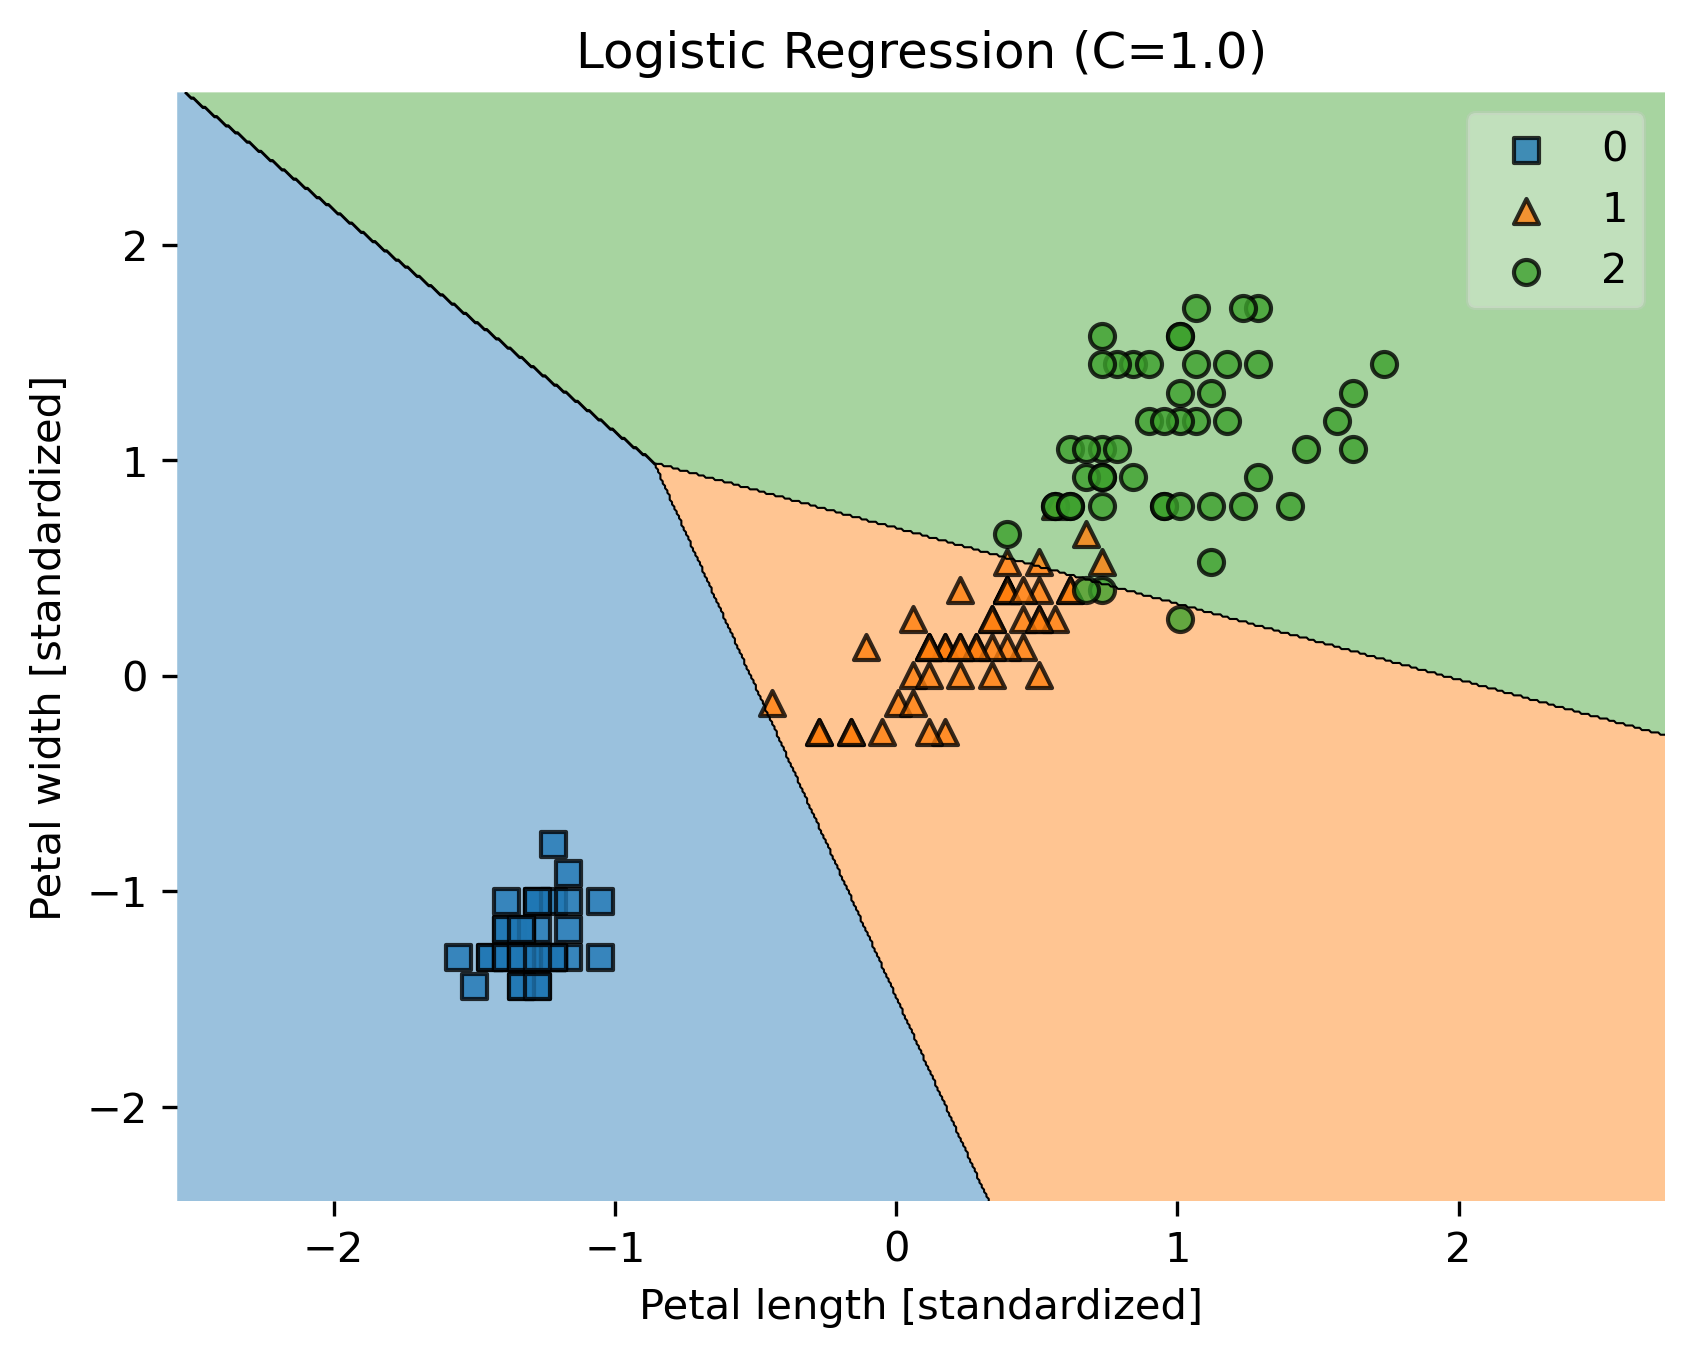 Logistic Regression (C=1.0)
0
1
2
2
1
0
−1
−2
Petal width [standardized]
−2 −1 0 1 2
Petal length [standardized]